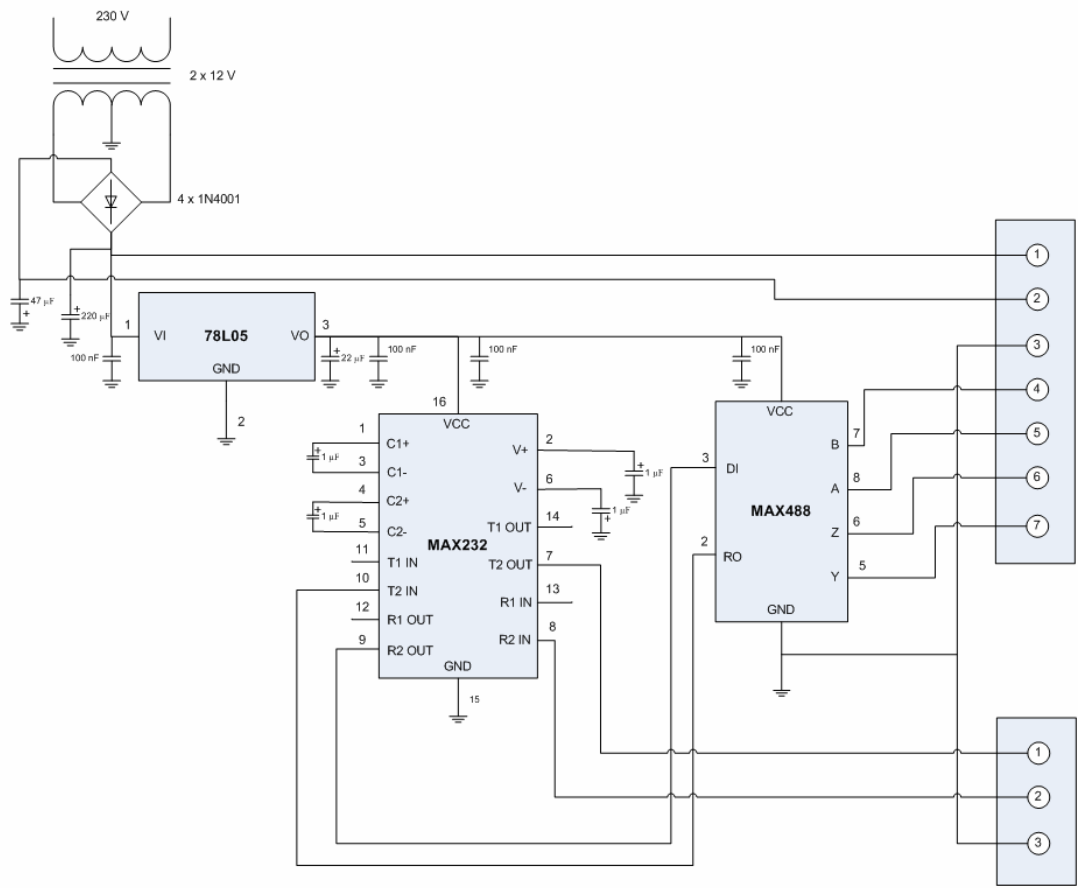 230 V
2 x 12 V
4 x 1N4001
47 µF
+
220 µF
+
100 nF
1
VI
78L05
VO
3
GND
2
+
22 µF
100 nF
100 nF
100 nF
16
VCC
1
C1+
+
1 µF
3
C1-
4
C2+
+
1 µF
5
C2-
11
T1 IN
10
T2 IN
12
R1 OUT
9
R2 OUT
MAX232
V+
2
+
1 µF
V-
6
1 µF
+
T1 OUT
14
T2 OUT
7
R1 IN
13
R2 IN
8
GND
15
VCC
3
DI
2
RO
MAX488
B
7
A
8
Z
6
Y
5
GND
1
2
3
4
5
6
7
1
2
3